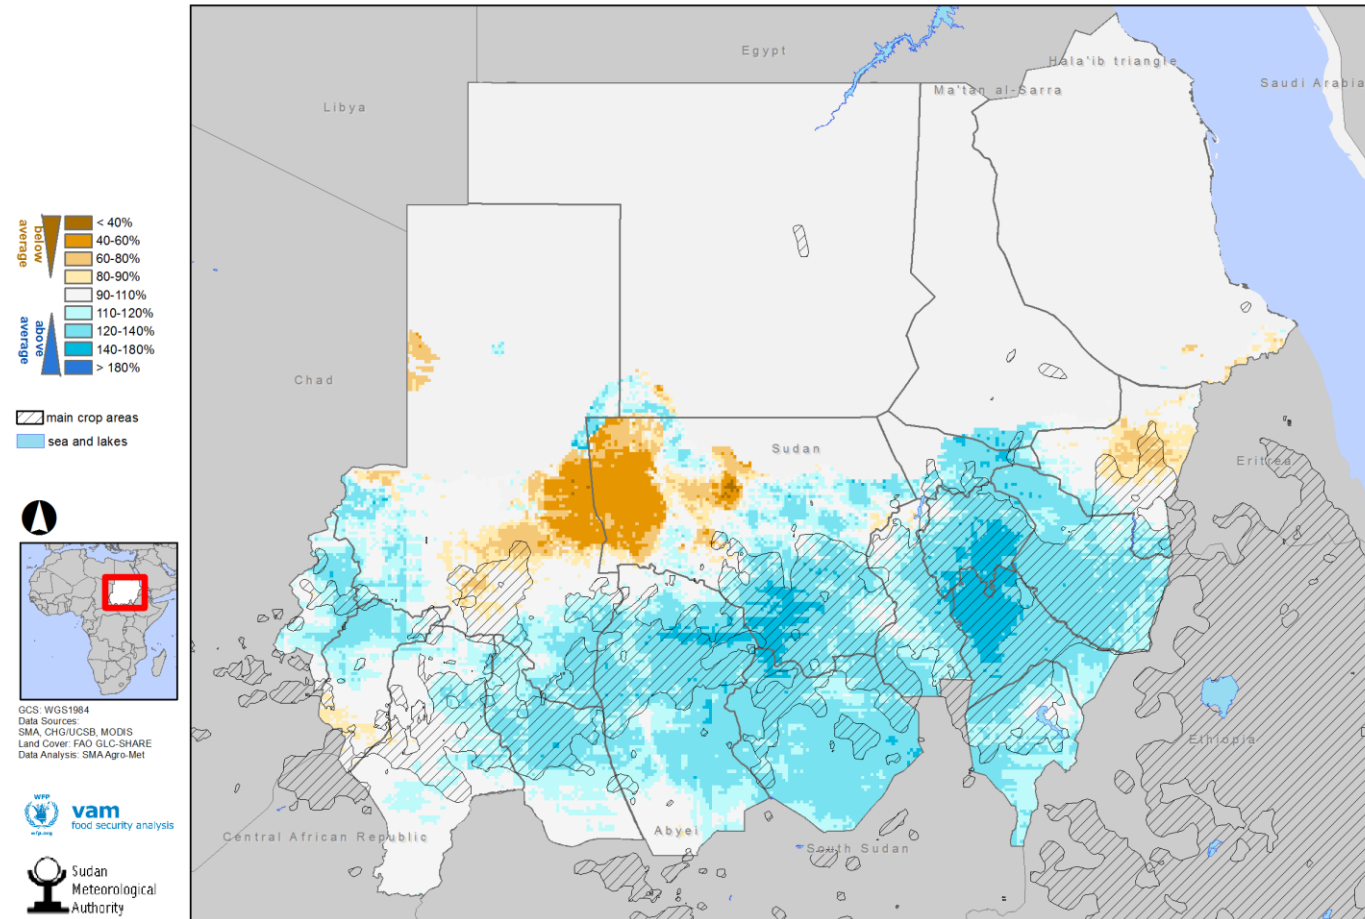 Egypt
Hala'ib triangle
Saudi Arabia
Ma'tan al-Sarra
Libya
below
average
< 40%
40-60%
60-80%
80-90%
90-110%
110-120%
120-140%
140-180%
> 180%
above
average
main crop areas
sea and lakes
Chad
Sudan
Eritrea
Ethiopia
Central African Republic
Abyei
South Sudan
GCS: WGS1984
Data Sources:
SMA, CHG/UCSB, MODIS
Land Cover: FAO GLC-SHARE
Data Analysis: SMA Agro-Met
WFP
wfp.org
vam
food security analysis
Sudan
Meteorological
Authority